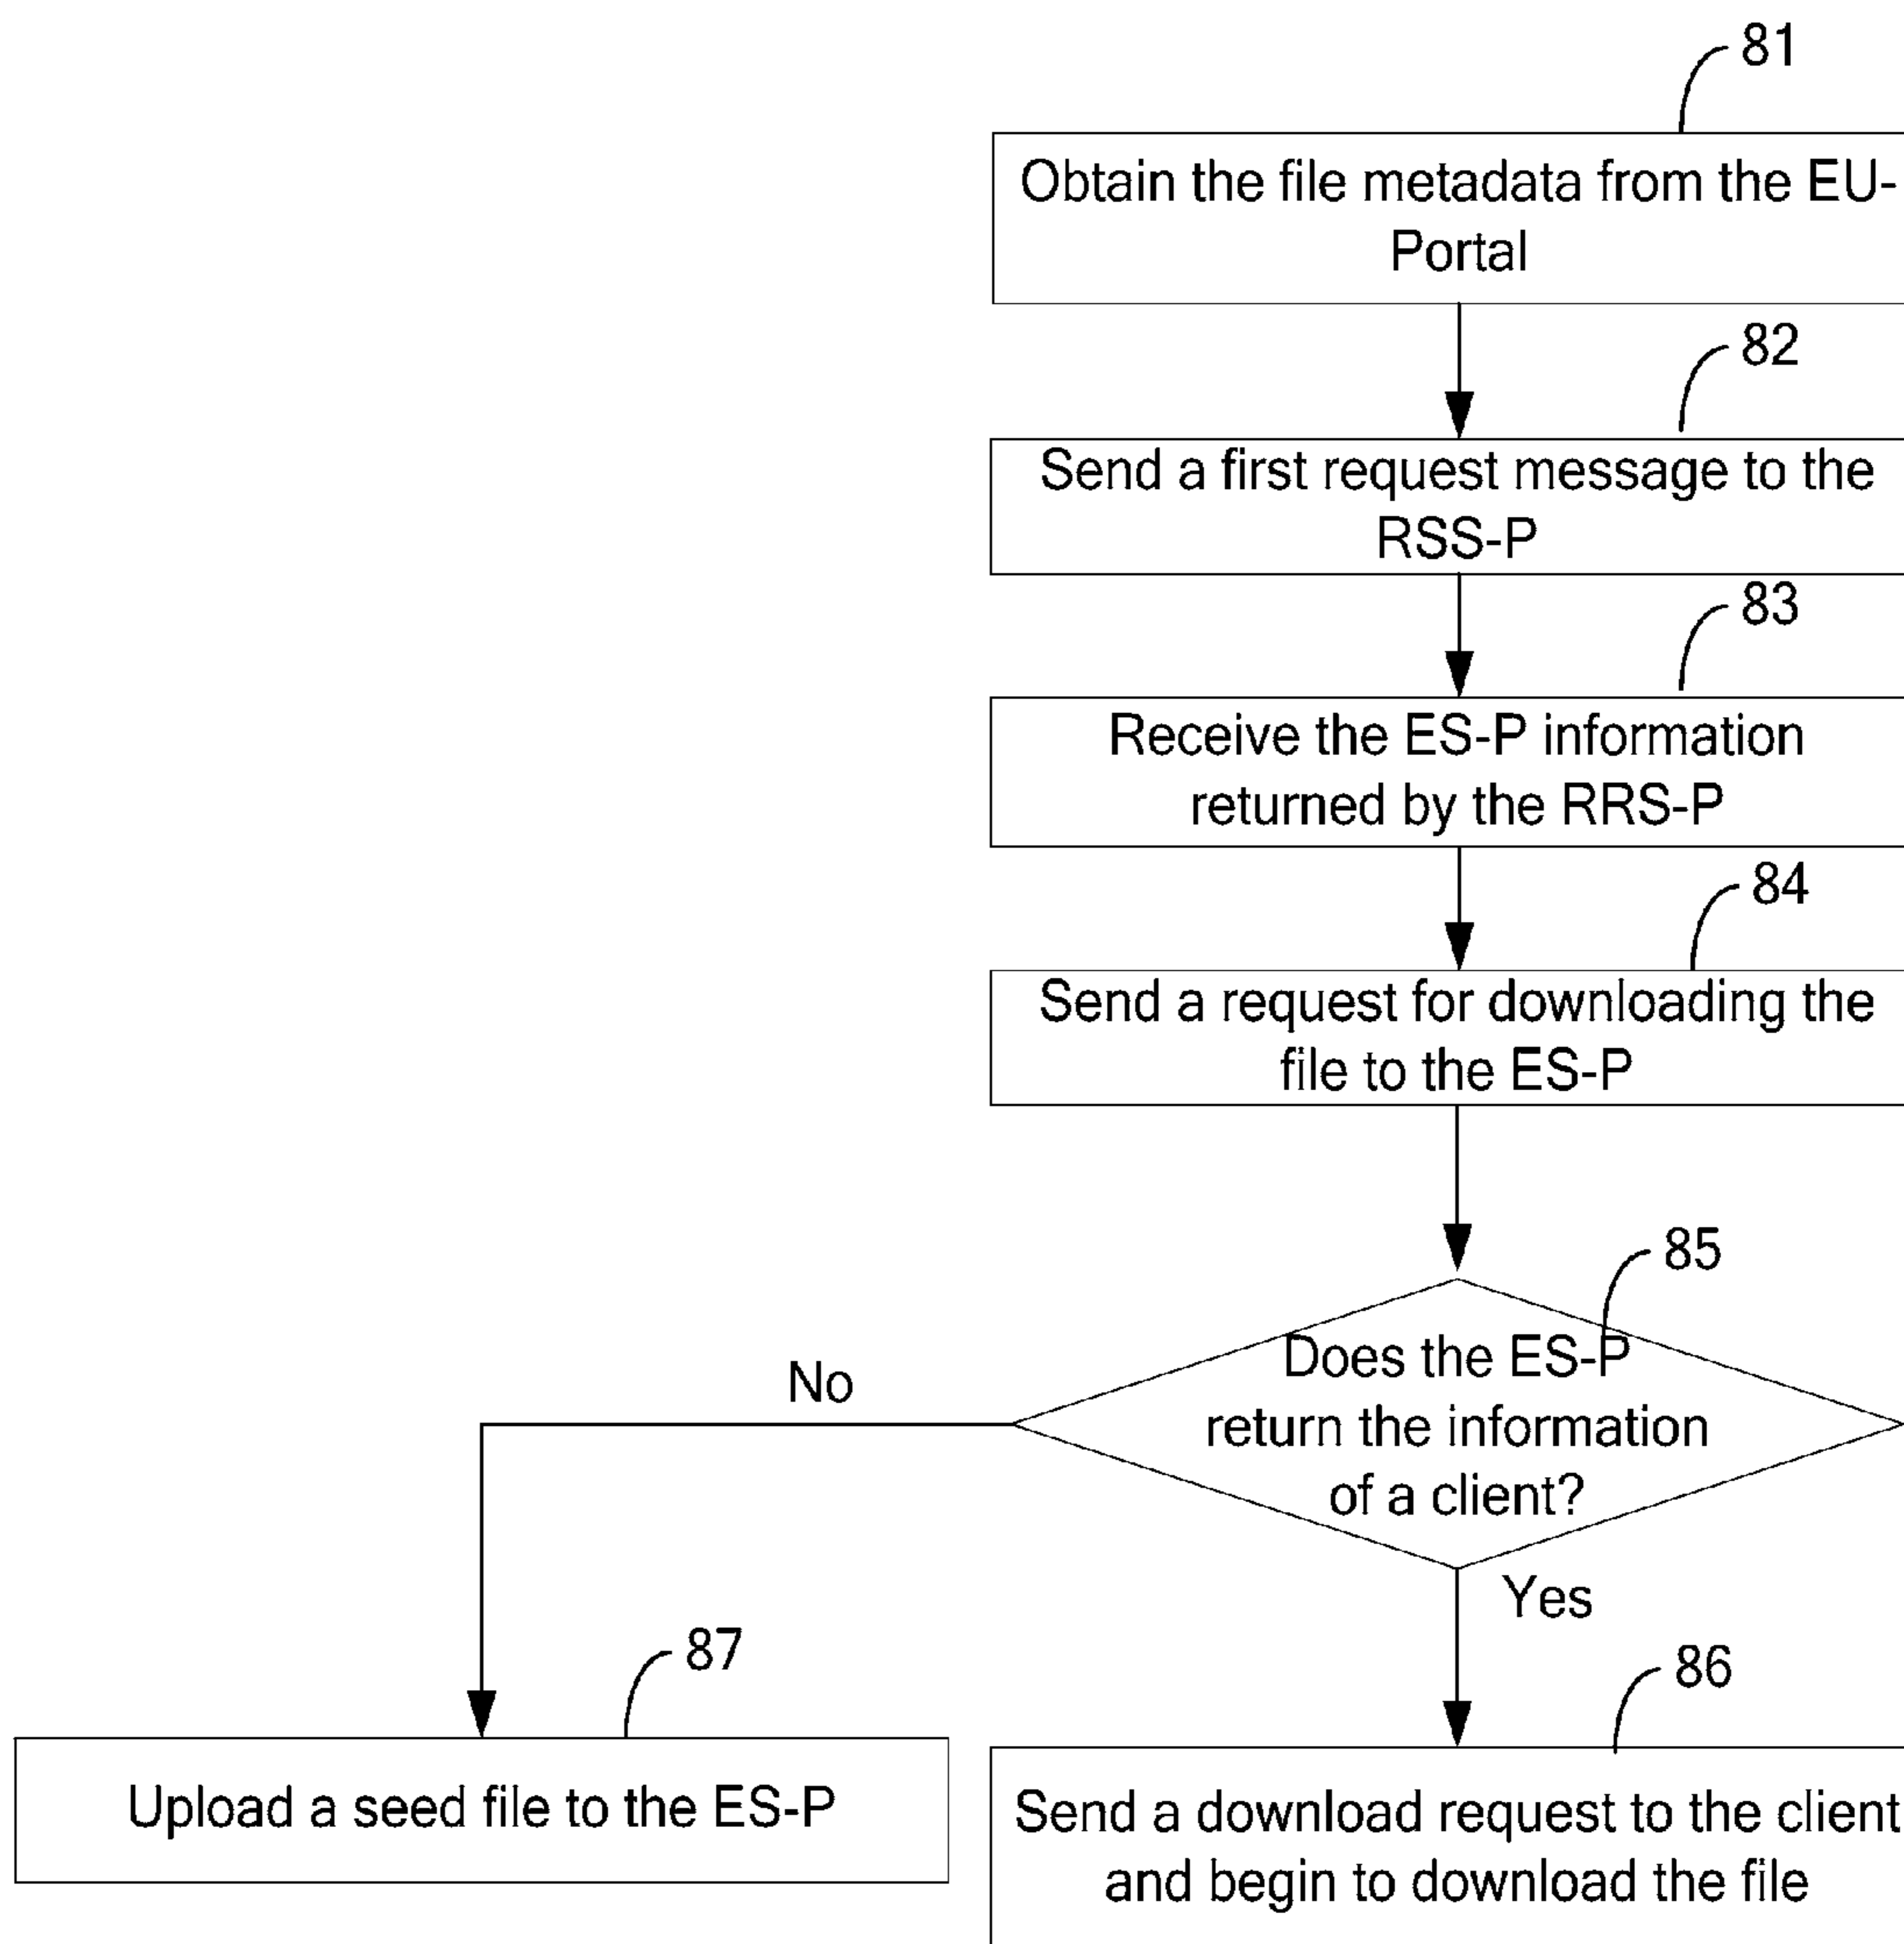 81
Obtain the file metadata from the EU-
Portal
82
Send a first request message to the
RSS-P
83
Receive the ES-P information
returned by the RRS-P
84
Send a request for downloading the
file to the ES-P
85
Does the ES-P
return the information
of a client?
No
Yes
87
Upload a seed file to the ES-P
86
Send a download request to the client
and begin to download the file